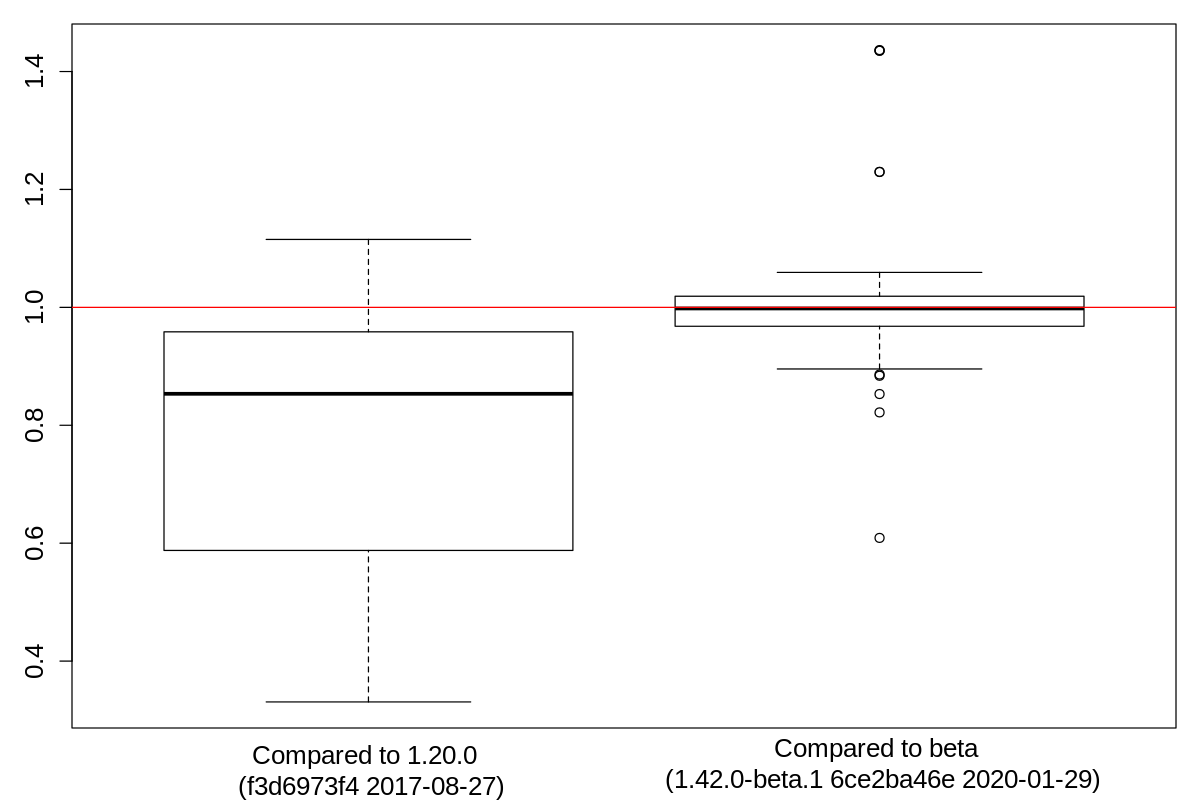 1.4
1.2
1.0
0.8
0.6
0.4
Compared to 1.20.0
(f3d6973f4 2017-08-27)
Compared to beta
(1.42.0-beta.1 6ce2ba46e 2020-01-29)